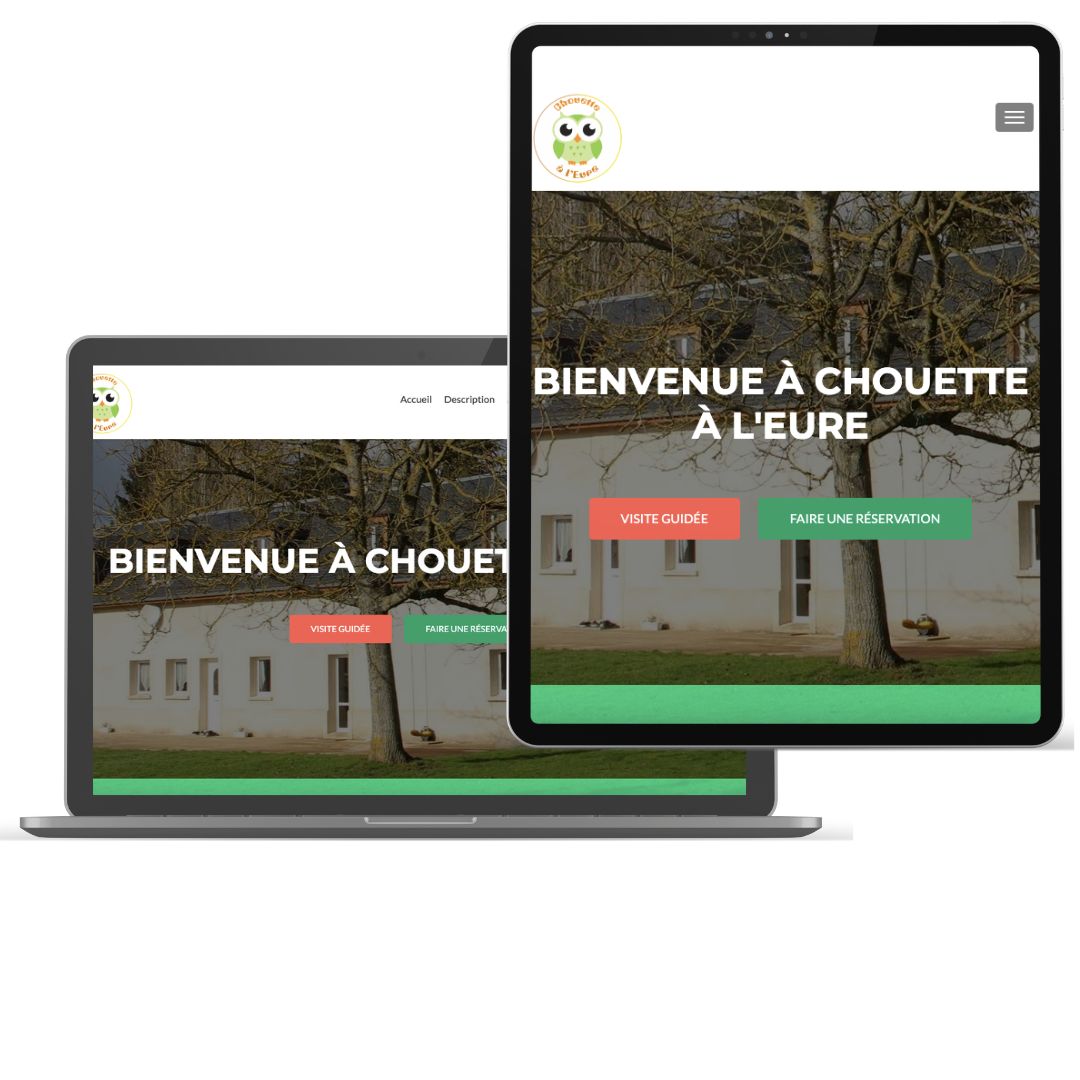 Chouette
à l'Eure
BIENVENUE À CHOUETTE
À L'EURE
VISITE GUIDÉE
FAIRE UNE RÉSERVATION
à l'Eure
Accueil Description
BIENVENUE À CHOUET
VISITE GUIDÉE
FAIRE UNE RÉSERVA